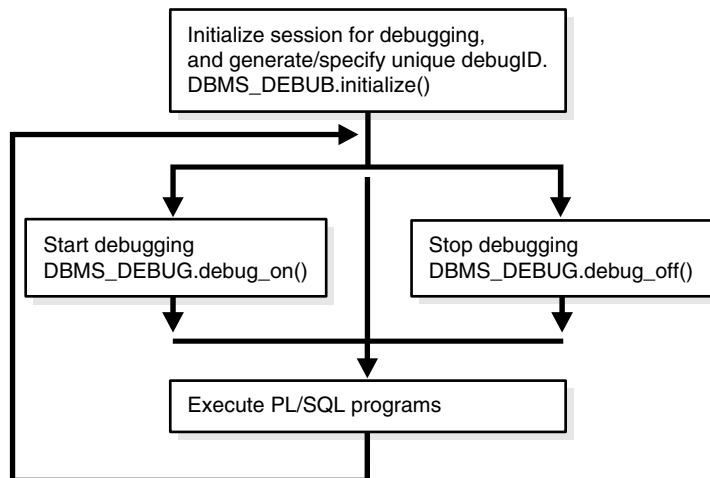 Initialize session for debugging,
and generate/specify unique debugID.
DBMS_DEBUB.initialize()
Start debugging
DBMS_DEBUG.debug_on()
Stop debugging
DBMS_DEBUG.debug_off()
Execute PL/SQL programs